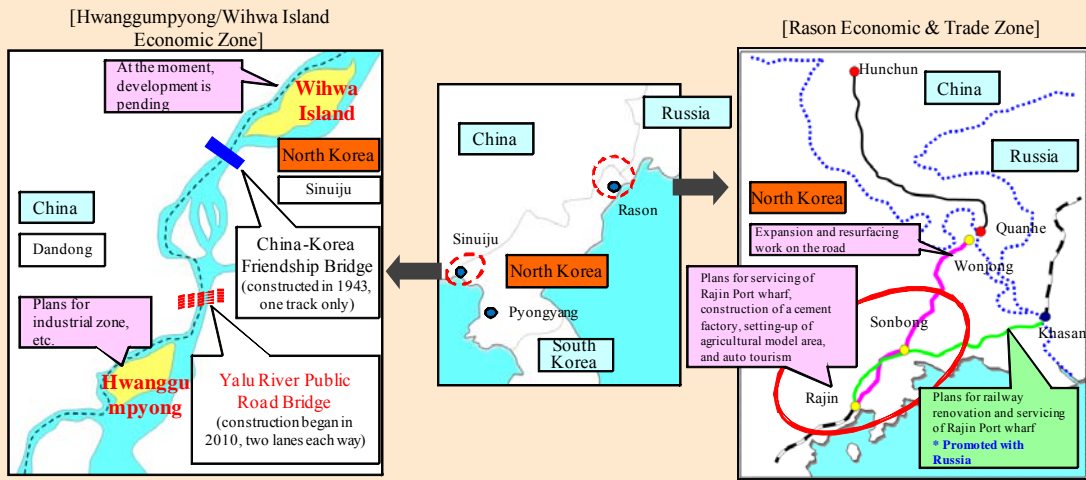 [Hwanggumpyong/Wihwa Island
Economic Zone]
At the moment,
development is
pending
Wihwa
Island
North Korea
Sinuiju
China
Dandong
China-Korea
Friendship Bridge
(constructed in 1943,
one track only)
Plans for
industrial zone,
etc.
Hwanggu
mpyong
Yalu River Public
Road Bridge
(construction began in
2010, two lanes each way)
Russia
China
Rason
Sinuiju
North Korea
Pyongyang
South
Korea
[Rason Economic & Trade Zone]
Hunchun
China
Russia
North Korea
Quanhe
Expansion and resurfacing
work on the road
Wonjong
Plans for servicing of
Rajin Port wharf,
construction of a cement
factory, setting-up of
agricultural model area,
and auto tourism
Sonbong
Khasan
Rajin
Plans for railway
renovation and servicing
of Rajin Port wharf
* Promoted with
Russia